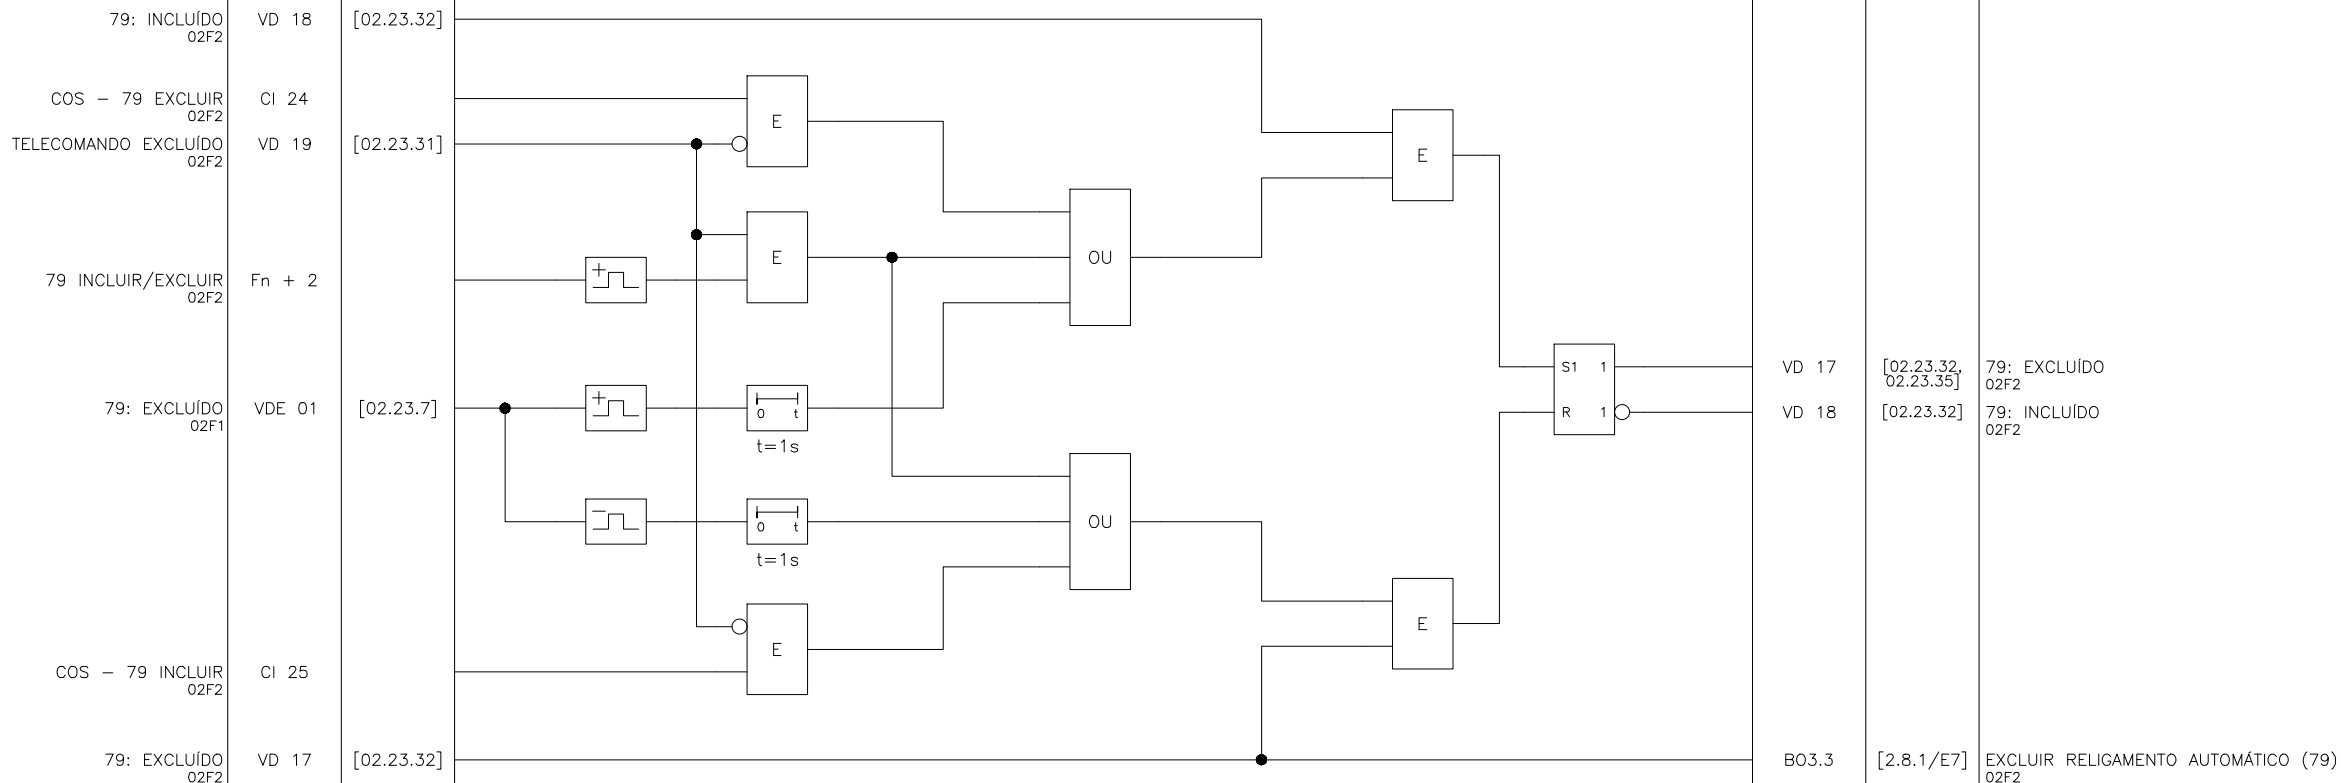 79: INCLUÍDO VD 18 [02.23.32]
02F2
COS – 79 EXCLUIR CI 24
02F2
TELECOMANDO EXCLUÍDO VD 19 [02.23.31]
02F2
79 INCLUIR/EXCLUIR Fn + 2
02F2
79: EXCLUÍDO VDE 01 [02.23.7]
02F1
COS – 79 INCLUIR CI 25
02F2
79: EXCLUÍDO VD 17 [02.23.32]
02F2
E
E
+
+
0 t
t=1s
–
0 t
t=1s
E
OU
OU
E
E
S1 1
R 1
VD 17 [02.23.32, 79: EXCLUÍDO
02.23.35] 02F2
VD 18 [02.23.32] 79: INCLUÍDO
02F2
BO3.3 [2.8.1/E7] EXCLUIR RELIGAMENTO AUTOMÁTICO (79)
02F2